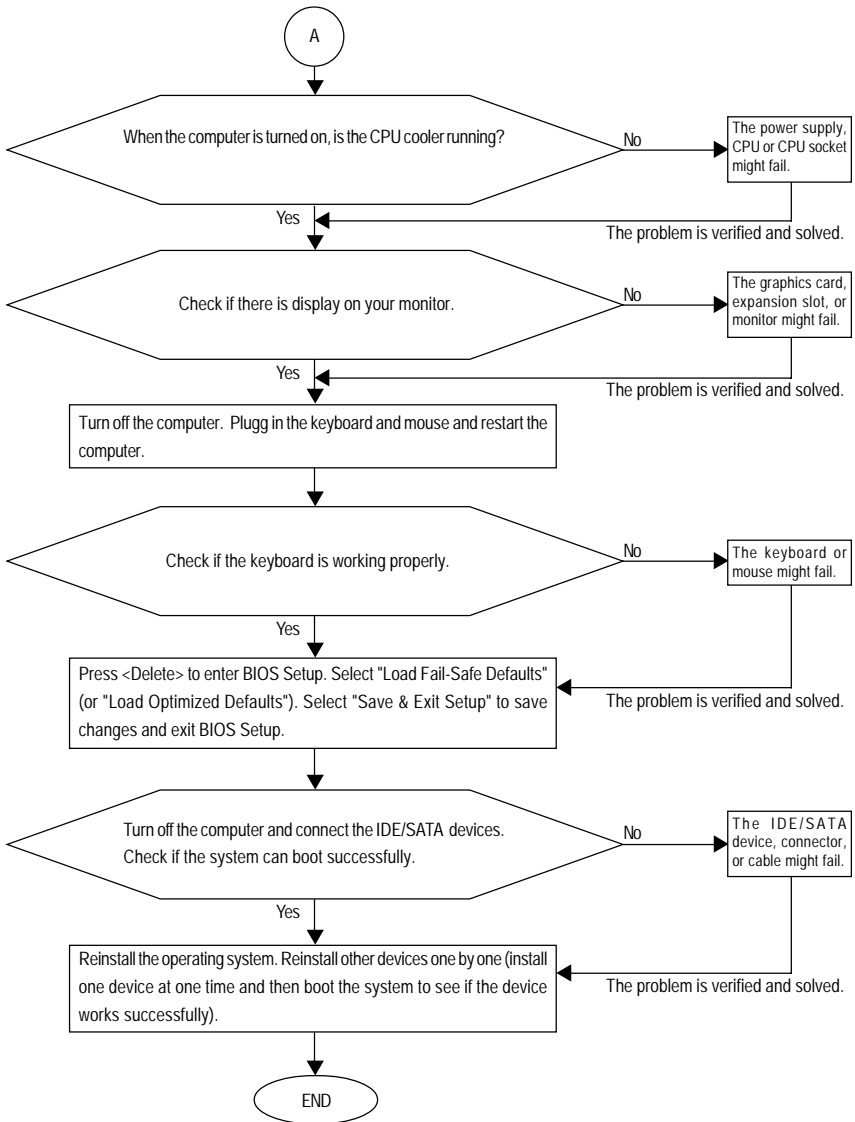 A
When the computer is turned on, is the CPU cooler running?
No
The power supply,
CPU or CPU socket
might fail.
Yes
The problem is verified and solved.
Check if there is display on your monitor.
No
The graphics card,
expansion slot, or
monitor might fail.
Yes
The problem is verified and solved.
Turn off the computer. Plugg in the keyboard and mouse and restart the
computer.
Check if the keyboard is working properly.
No
The keyboard or
mouse might fail.
Yes
Press <Delete> to enter BIOS Setup. Select "Load Fail-Safe Defaults"
(or "Load Optimized Defaults"). Select "Save & Exit Setup" to save
changes and exit BIOS Setup.
The problem is verified and solved.
Turn off the computer and connect the IDE/SATA devices.
Check if the system can boot successfully.
No
The IDE/SATA
device, connector,
or cable might fail.
Yes
Reinstall the operating system. Reinstall other devices one by one (install
one device at one time and then boot the system to see if the device
works successfully).
The problem is verified and solved.
END